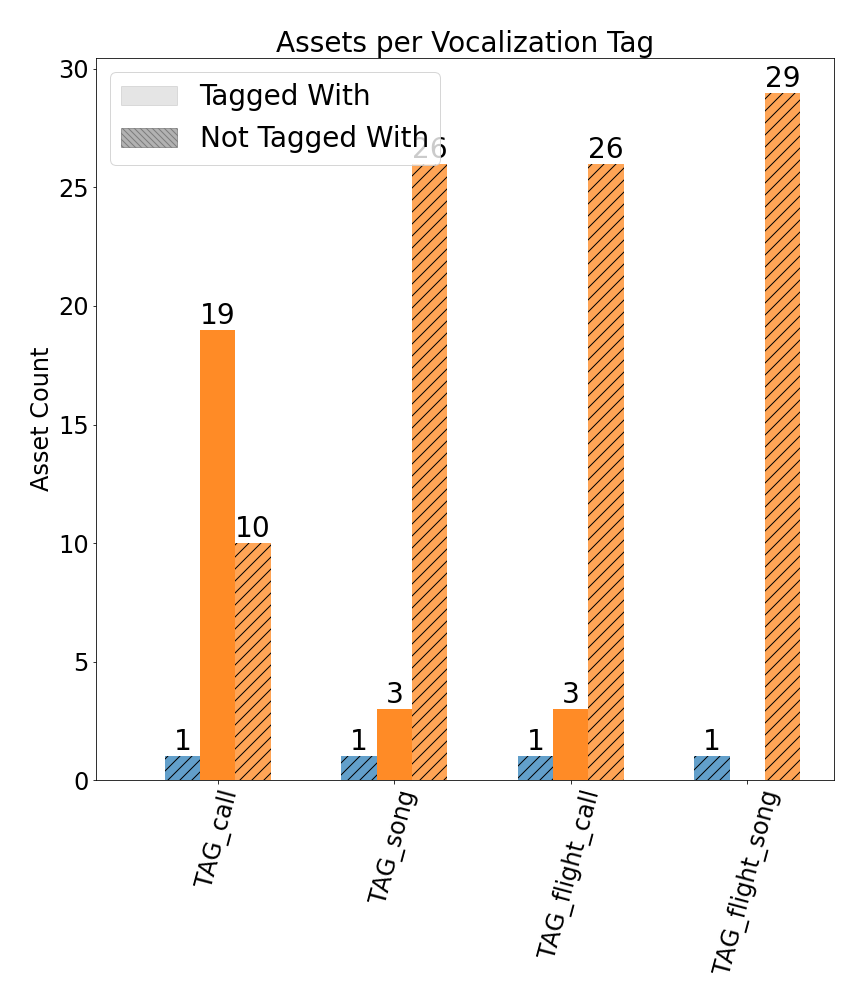 Assets per Vocalization Tag
Tagged With
Not Tagged With
Asset Count
30
25
20
15
10
5
0
1
19
10
1
3
26
1
3
26
1
29
TAG_call
TAG_song
TAG_flight_call
TAG_flight_song